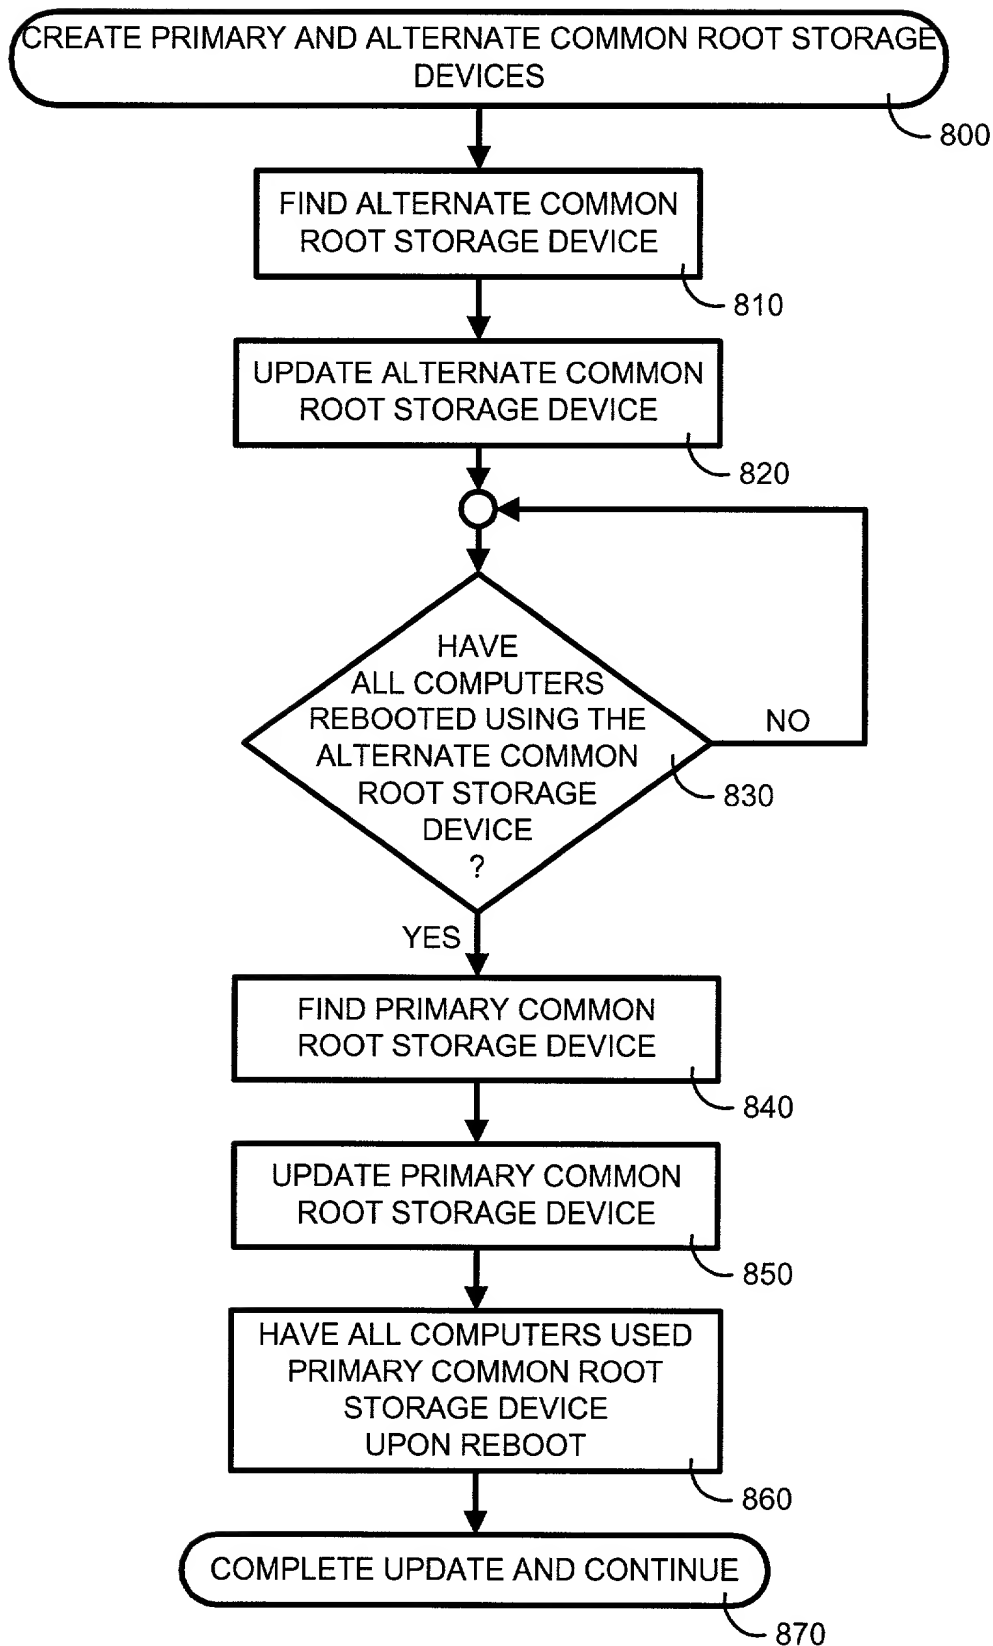 CREATE PRIMARY AND ALTERNATE COMMON ROOT STORAGE
DEVICES
800
FIND ALTERNATE COMMON
ROOT STORAGE DEVICE
810
UPDATE ALTERNATE COMMON
ROOT STORAGE DEVICE
820
HAVE
ALL COMPUTERS
REBOOTED USING THE
ALTERNATE COMMON
ROOT STORAGE
DEVICE
?
NO
830
YES
FIND PRIMARY COMMON
ROOT STORAGE DEVICE
840
UPDATE PRIMARY COMMON
ROOT STORAGE DEVICE
850
HAVE ALL COMPUTERS USED
PRIMARY COMMON ROOT
STORAGE DEVICE
UPON REBOOT
860
COMPLETE UPDATE AND CONTINUE
870